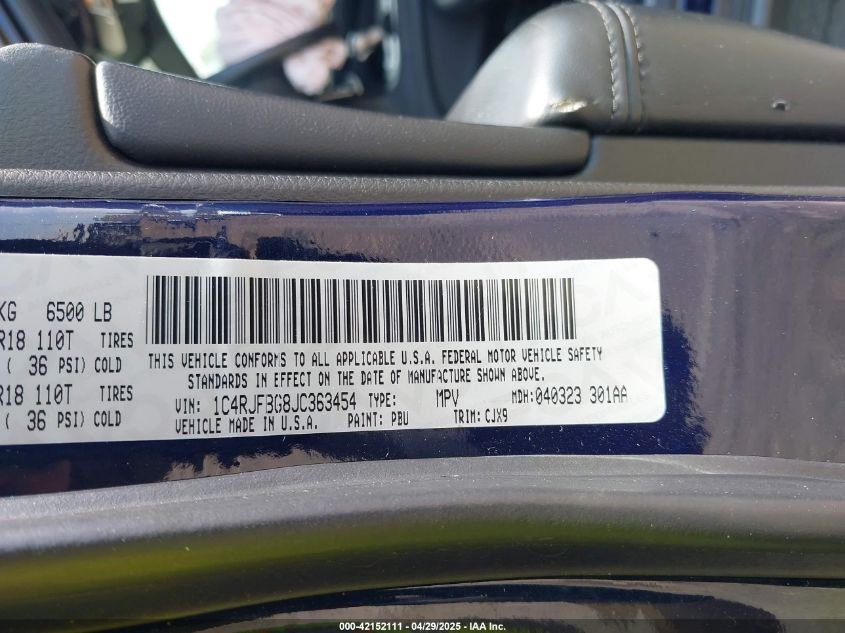 KG 6500 LB
R18 110T TIRES
( 36 PSI) COLD
R18 110T TIRES
( 36 PSI) COLD
THIS VEHICLE CONFORMS TO ALL APPLICABLE U.S.A. FEDERAL MOTOR VEHICLE SAFETY
STANDARDS IN EFFECT ON THE DATE OF MANUFACTURE SHOWN ABOVE.
VIN: 1C4RJFBG8JC363454 TYPE: MPV MDH:040323 301AA
VEHICLE MADE IN U.S.A. PAINT: PBU TRIM:CJX9
000-42152111 - 04/29/2025 - IAA Inc.